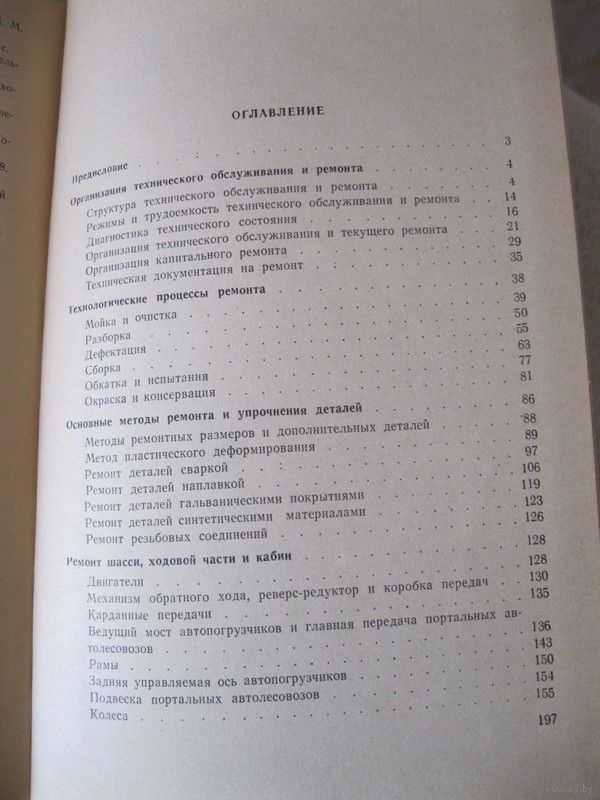 М.
с.
ель-
хо-
пе-
о-
8.
й
ОГЛАВЛЕНИЕ
Предисловие . . . . . . . . . . 3
Организация технического обслуживания и ремонта . . . . 4
Структура технического обслуживания и ремонта . . . . 4
Режимы и трудоемкость технического обслуживания и ремонта . 14
Диагностика технического состояния . . . . . . 16
Организация технического обслуживания и текущего ремонта . 21
Организация капитального ремонта . . . . . . 29
Техническая документация на ремонт . . . . . . 35
Технологические процессы ремонта . . . . . . . 38
Мойка и очистка . . . . . . . . . . 39
Разборка . . . . . . . . . . . 50
Дефектация . . . . . . . . . . . 55
Сборка . . . . . . . . . . . . 63
Обкатка и испытания . . . . . . . . . 77
Окраска и консервация . . . . . . . . . 81
Основные методы ремонта и упрочнения деталей . . . . 86
Методы ремонтных размеров и дополнительных деталей . . . 88
Метод пластического деформирования . . . . . . 89
Ремонт деталей сваркой . . . . . . . . 97
Ремонт деталей наплавкой . . . . . . . . 106
Ремонт деталей гальваническими покрытиями . . . . 119
Ремонт деталей синтетическими материалами . . . . 123
Ремонт резьбовых соединений . . . . . . . 126
Ремонт шасси, ходовой части и кабин . . . . . . 128
Двигатели . . . . . . . . . . . 128
Механизм обратного хода, реверс-редуктор и коробка передач . 130
Карданные передачи . . . . . . . . . 135
Ведущий мост автопогрузчиков и главная передача портальных ав-
толесовозов . . . . . . . . . . 136
Рамы . . . . . . . . . . . . 143
Задняя управляемая ось автопогрузчиков . . . . . 150
Подвеска портальных автолесовозов . . . . . . 154
Колеса . . . . . . . . . . . . 155
197
www.ay.by